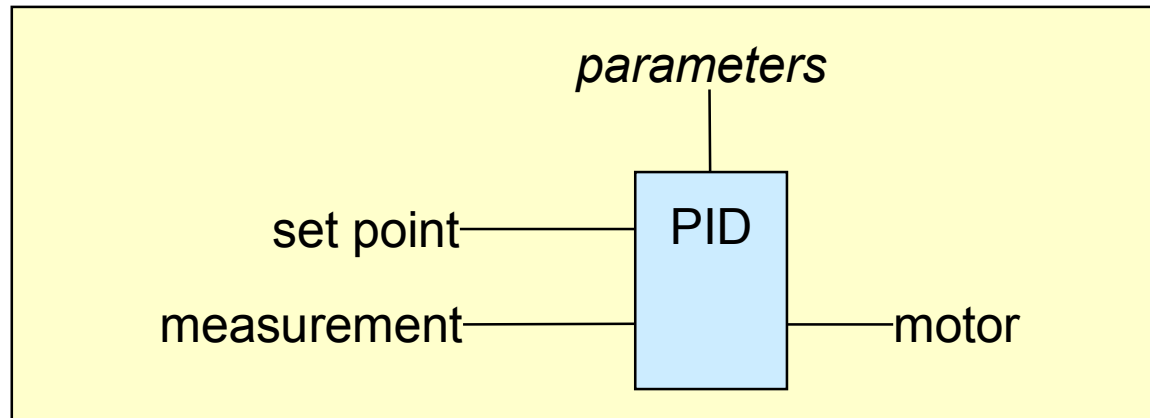 parameters
set point
PID
measurement
motor